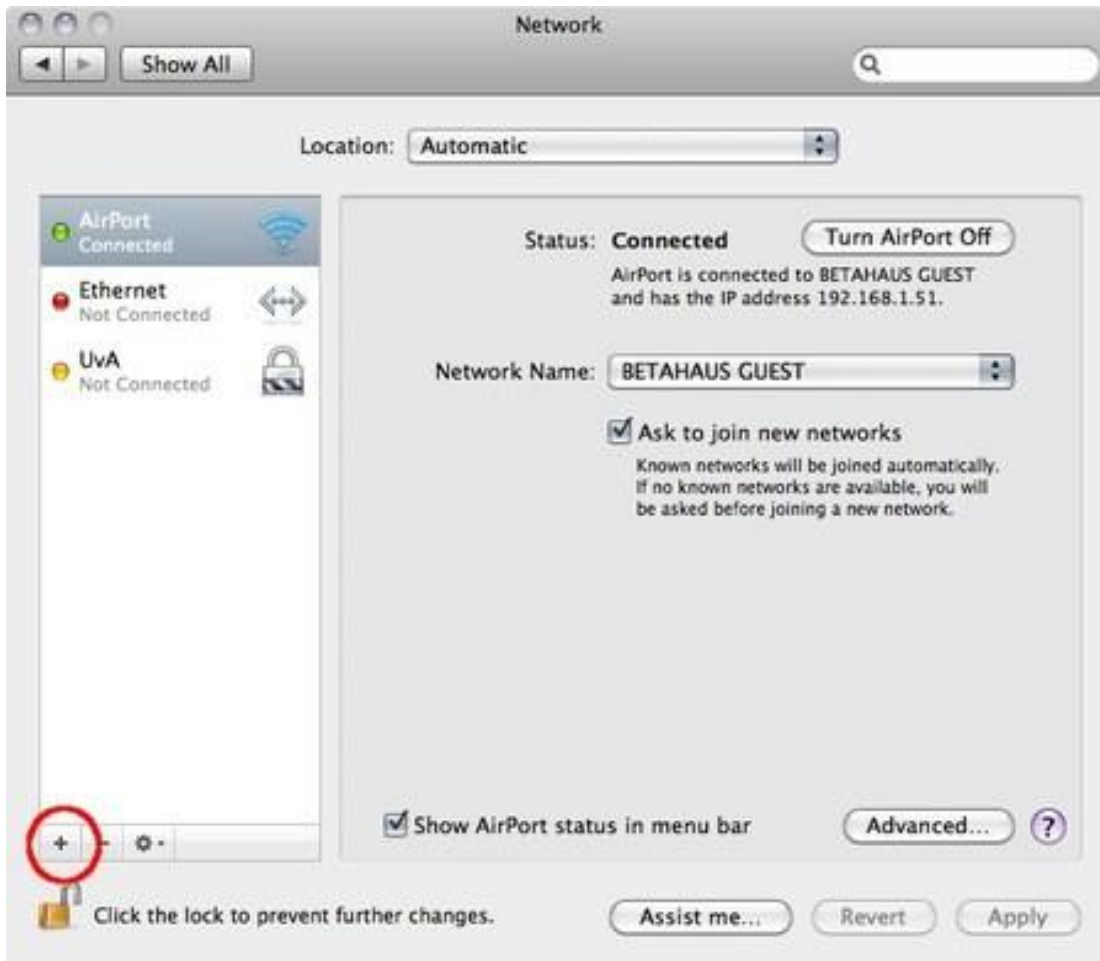 Network
Show All
Location: Automatic
AirPort
Connected
Ethernet
Not Connected
UvA
Not Connected
Status: Connected
Turn AirPort Off
AirPort is connected to BETAHAUS GUEST
and has the IP address 192.168.1.51.
Network Name: BETAHAUS GUEST
Ask to join new networks
Known networks will be joined automatically.
If no known networks are available, you will
be asked before joining a new network.
Show AirPort status in menu bar
Advanced... ?
+ -
Click the lock to prevent further changes.
Assist me... Revert Apply